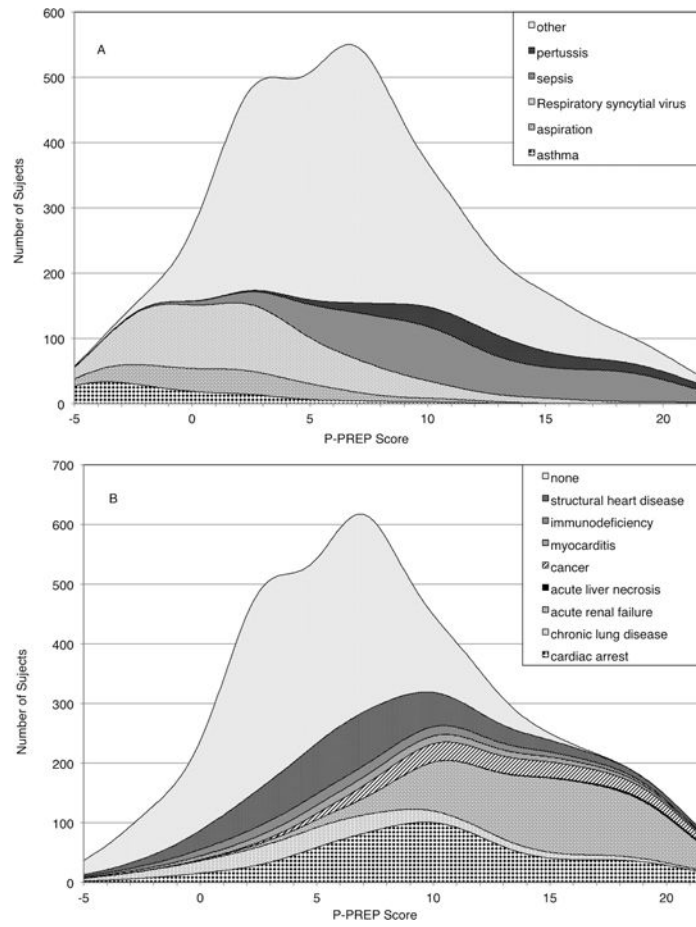 A
600
500
400
300
200
100
0
Number of Sujects
-5 0 5 10 15 20
P-PREP Score
other
pertussis
sepsis
Respiratory syncytial virus
aspiration
asthma
B
700
600
500
400
300
200
100
0
Number of Sujects
-5 0 5 10 15 20
P-PREP Score
none
structural heart disease
immunodeficiency
myocarditis
cancer
acute liver necrosis
acute renal failure
chronic lung disease
cardiac arrest